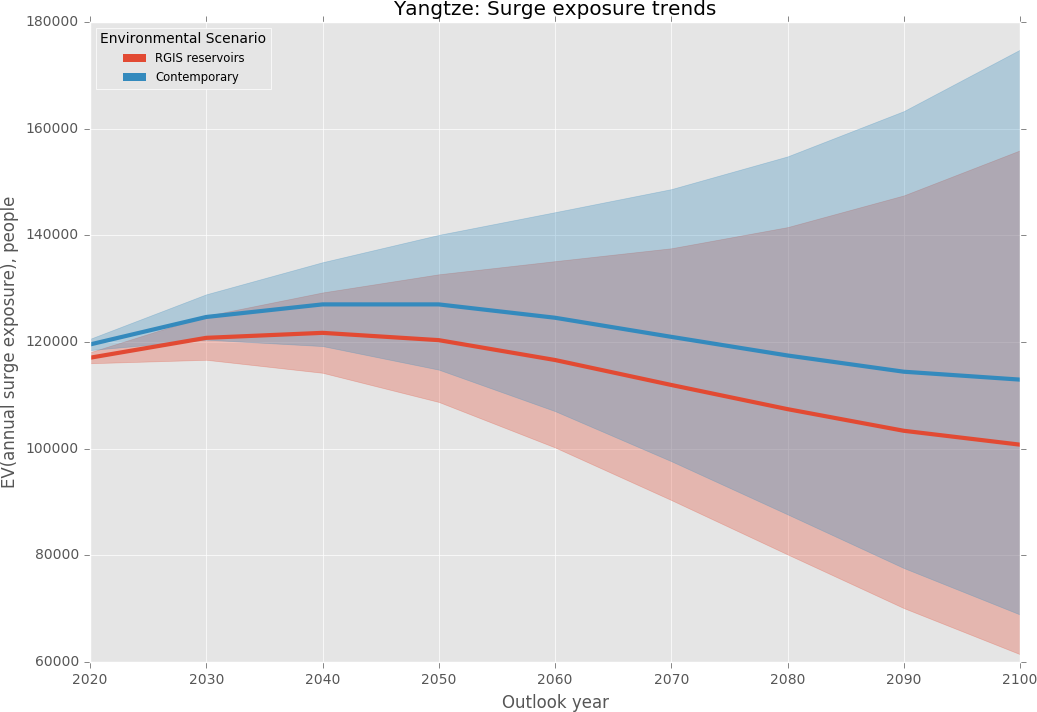 Yangtze: Surge exposure trends
180000
160000
140000
120000
100000
80000
60000
EV(annual surge exposure), people
Environmental Scenario
RGIS reservoirs
Contemporary
2020 2030 2040 2050 2060 2070 2080 2090 2100
Outlook year